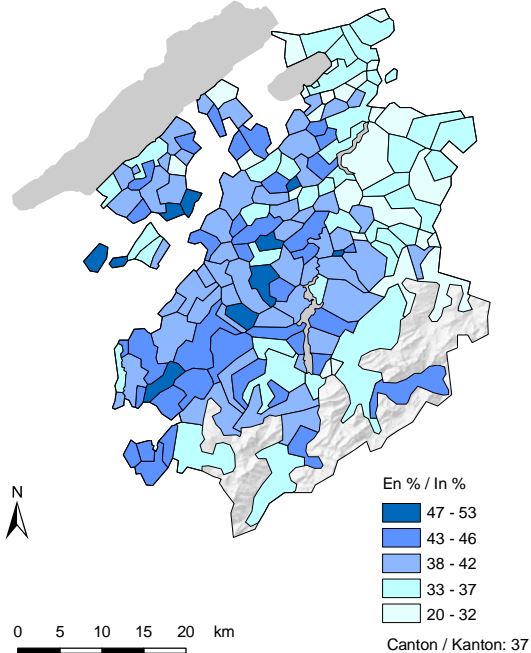 N
En % / In %
47 - 53
43 - 46
38 - 42
33 - 37
20 - 32
0 5 10 15 20 km
Canton / Kanton: 37